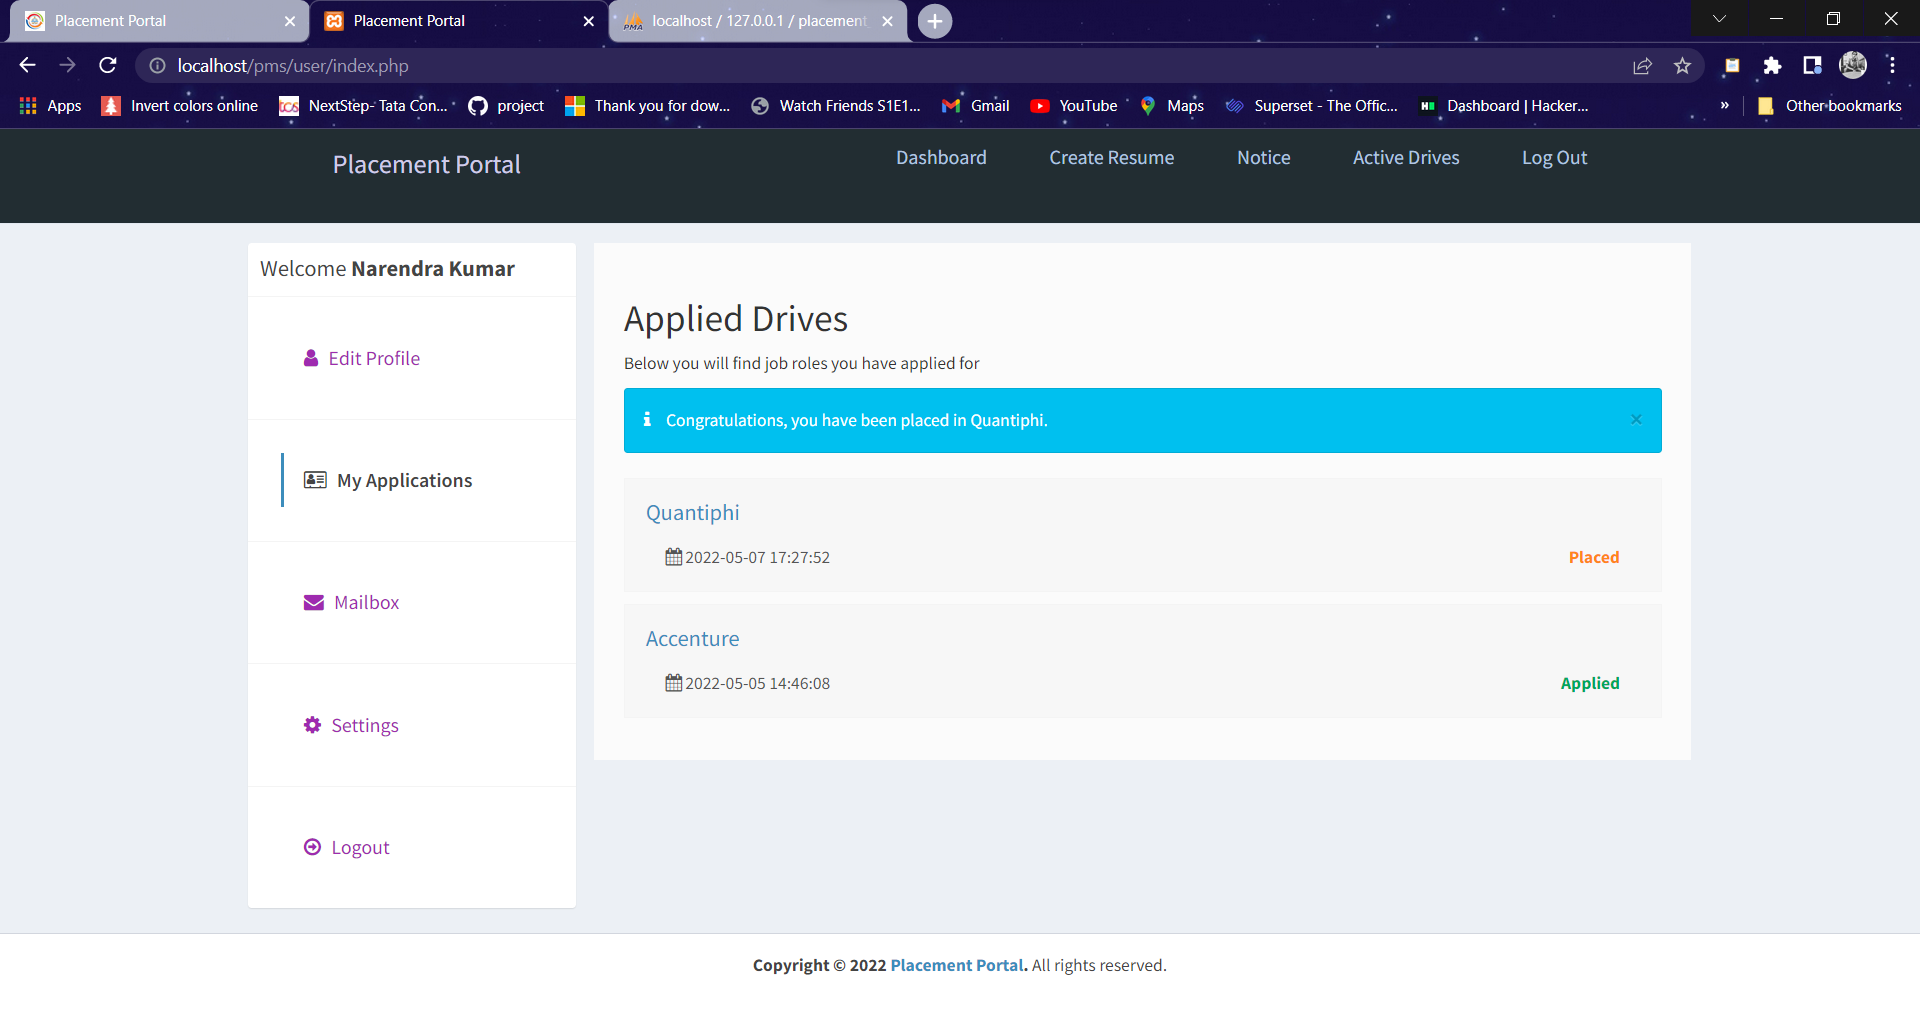 Placement Portal
Placement Portal
localhost / 127.0.0.1 / placement
localhost/pms/user/index.php
Apps
Invert colors online
NextStep- Tata Con...
project
Thank you for dow...
Watch Friends S1E1...
Gmail
YouTube
Maps
Superset - The Offic...
Dashboard | Hacker...
»
Other bookmarks
Placement Portal
Dashboard
Create Resume
Notice
Active Drives
Log Out
Welcome Narendra Kumar
Edit Profile
My Applications
Mailbox
Settings
Logout
Applied Drives
Below you will find job roles you have applied for
Congratulations, you have been placed in Quantiphi.
Quantiphi
2022-05-07 17:27:52
Placed
Accenture
2022-05-05 14:46:08
Applied
Copyright © 2022 Placement Portal. All rights reserved.